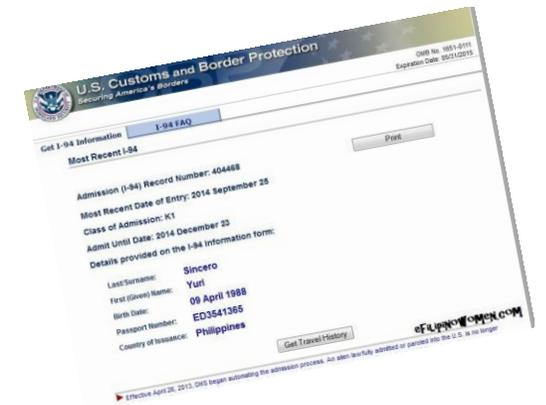 U.S. Customs and Border Protection
Securing America's Borders
OMB No. 1651-0111
Expiration Date: 05/31/2015
Get I-94 Information
I-94 FAQ
Most Recent I-94
Print
Admission (I-94) Record Number: 404468
Most Recent Date of Entry: 2014 September 25
Class of Admission: K1
Admit Until Date: 2014 December 23
Details provided on the I-94 Information form:
Last/Surname: Sincero
First (Given) Name: Yuri
Birth Date: 09 April 1988
Passport Number: ED3541365
Country of Issuance: Philippines
Get Travel History
eFilipinoWomen.com
Effective April 26, 2013, DHS began automating the admission process. An alien lawfully admitted or paroled into the U.S. is no longer